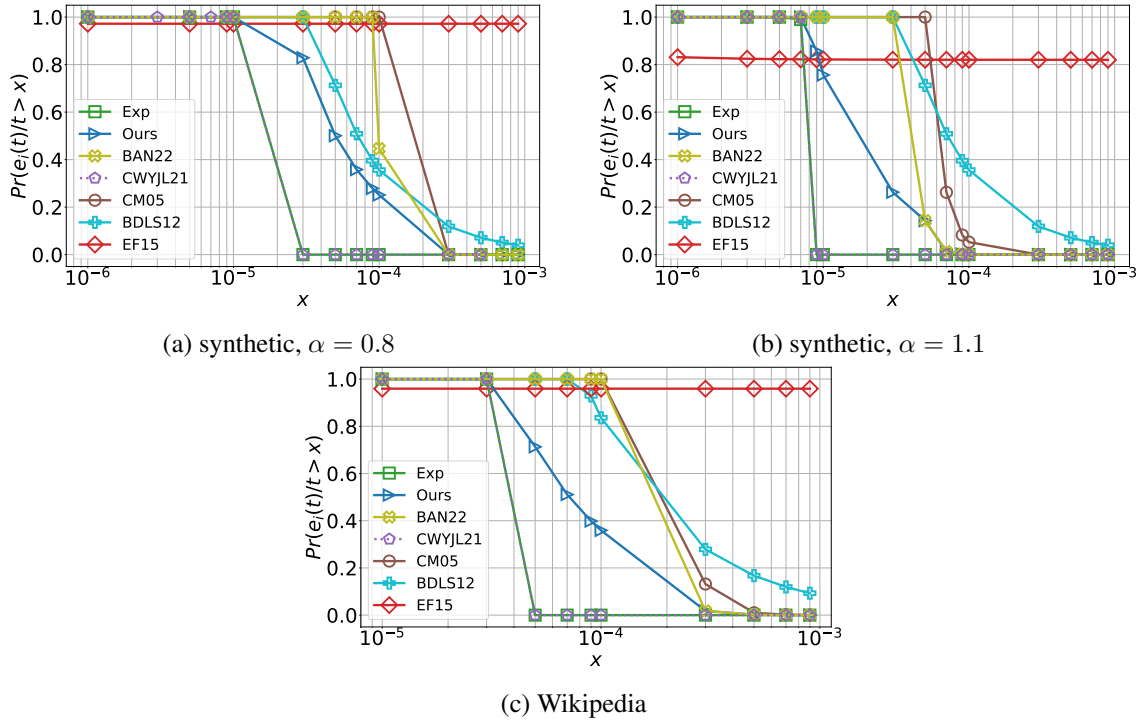 Pr(e_i(t)/t > x)
1.0
0.8
0.6
0.4
0.2
0.0
Exp
Ours
BAN22
CWYJL21
CM05
BDLS12
EF15
10^−6
10^−5
10^−4
10^−3
x
(a) synthetic, α = 0.8
Pr(e_i(t)/t > x)
1.0
0.8
0.6
0.4
0.2
0.0
Exp
Ours
BAN22
CWYJL21
CM05
BDLS12
EF15
10^−6
10^−5
10^−4
10^−3
x
(b) synthetic, α = 1.1
Pr(e_i(t)/t > x)
1.0
0.8
0.6
0.4
0.2
0.0
Exp
Ours
BAN22
CWYJL21
CM05
BDLS12
EF15
10^−5
10^−4
10^−3
x
(c) Wikipedia